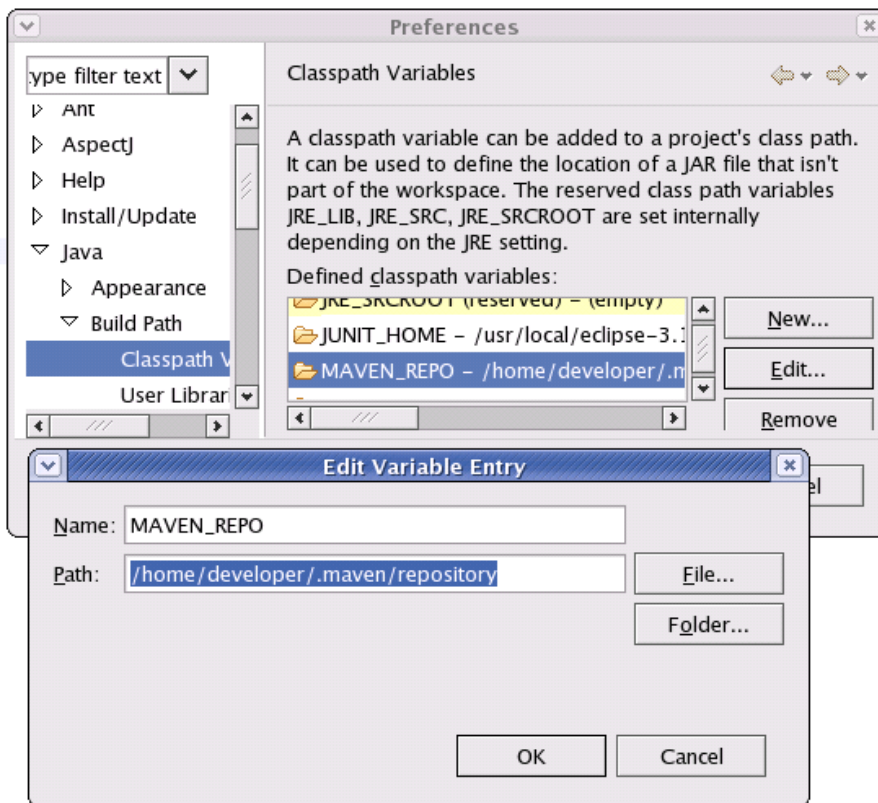 Preferences
type filter text
Ant
AspectJ
Help
Install/Update
Java
Appearance
Build Path
Classpath V
User Librar
Classpath Variables
A classpath variable can be added to a project's class path.
It can be used to define the location of a JAR file that isn't
part of the workspace. The reserved class path variables
JRE_LIB, JRE_SRC, JRE_SRCROOT are set internally
depending on the JRE setting.
Defined classpath variables:
JRE_SRCROOT (reserved) – (empty)
JUNIT_HOME – /usr/local/eclipse-3.1
MAVEN_REPO – /home/developer/.m
New...
Edit...
Remove
el
Edit Variable Entry
Name: MAVEN_REPO
Path: /home/developer/.maven/repository
File...
Folder...
OK
Cancel